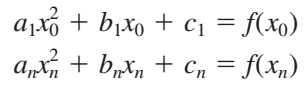 a₁x₀² + b₁x₀ + c₁ = f(x₀)
aₙxₙ² + bₙxₙ + cₙ = f(xₙ)